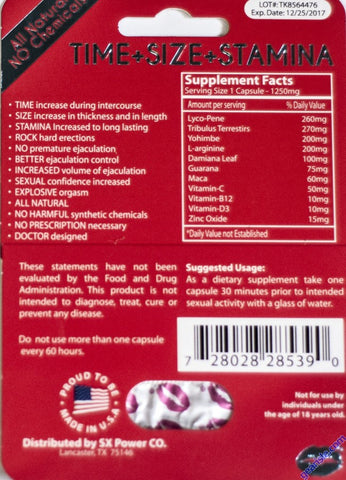 LOT#: TK8564476
Exp. Date: 12/25/2017
All Natural
NO Chemicals
TIME+SIZE+STAMINA
• TIME increase during intercourse
• SIZE increase in thickness and in length
• STAMINA Increased to long lasting
• ROCK hard erections
• NO premature ejaculation
• BETTER ejaculation control
• INCREASED volume of ejaculation
• SEXUAL confidence increased
• EXPLOSIVE orgasm
• ALL NATURAL
• NO HARMFUL synthetic chemicals
• NO PRESCRIPTION necessary
• DOCTOR designed
Supplement Facts
Serving Size 1 Capsule - 1250mg
Amount per serving % Daily Value
Lyco-Pene 260mg
Tribulus Terrestris 270mg
Yohimbe 200mg
L-arginine 200mg
Damiana Leaf 100mg
Guarana 75mg
Maca 60mg
Vitamin-C 50mg
Vitamin-B12 10mg
Vitamin-D3 10mg
Zinc Oxide 15mg
*Daily Value not Established
These statements have not been
evaluated by the Food and Drug
Administration. This product is not
intended to diagnose, treat, cure or
prevent any disease.
Do not use more than one capsule
every 60 hours.
Suggested Usage:
As a dietary supplement take one
capsule 30 minutes prior to intended
sexual activity with a glass of water.
7 28028 28539 0
PROUD TO BE
MADE IN U.S.A
Distributed by SX Power CO.
Lancaster, TX 75146
Not for use by
individuals under
the age of 18 years old.